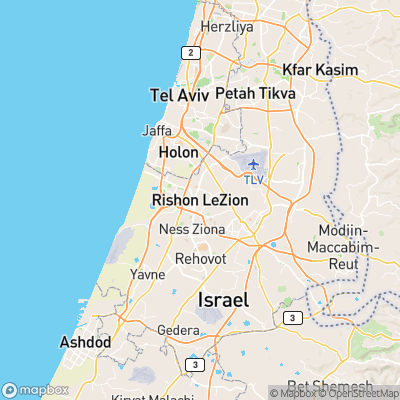 Herzliya
2
Kfar Kasim
Tel Aviv
Petah Tikva
Jaffa
Holon
TLV
Rishon LeZion
Ness Ziona
Modiin-
Maccabim-
Reut
Rehovot
Yavne
Israel
3
Gedera
Ashdod
3
Bet Shemesh
Kiryat Malachi
mapbox
© Mapbox © OpenStreetMap